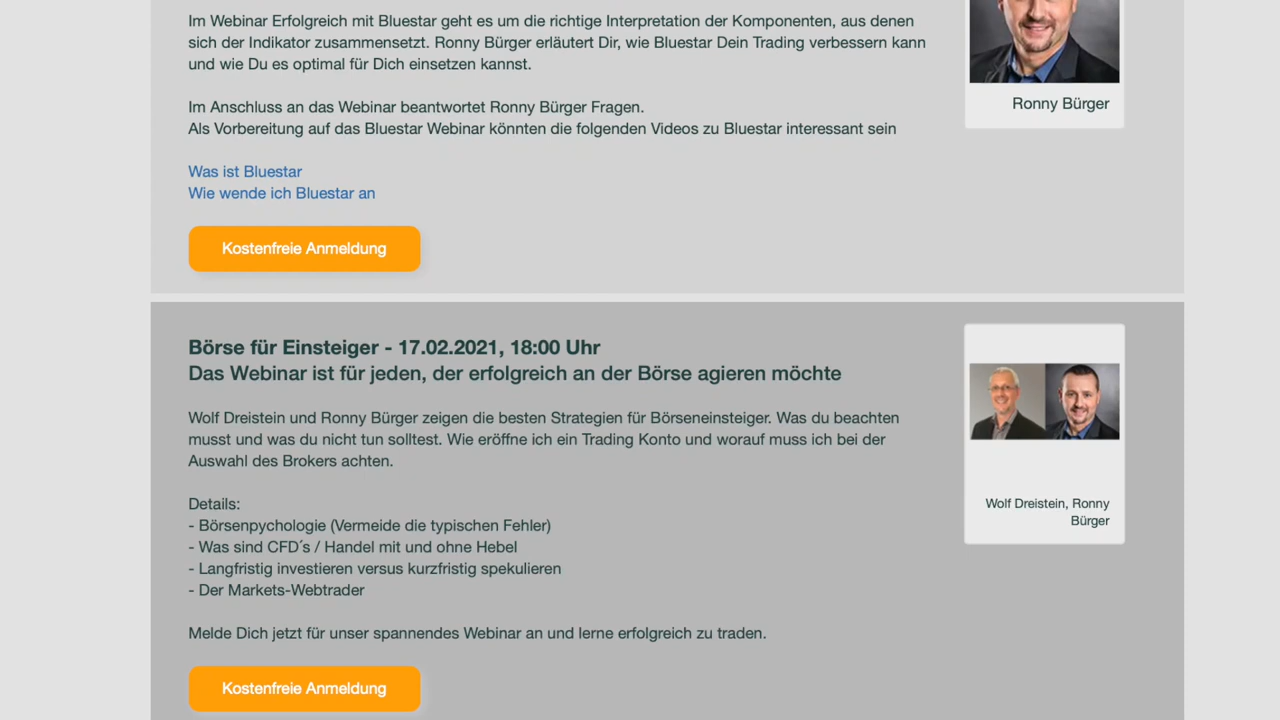 Im Webinar Erfolgreich mit Bluestar geht es um die richtige Interpretation der Komponenten, aus denen
sich der Indikator zusammensetzt. Ronny Bürger erläutert Dir, wie Bluestar Dein Trading verbessern kann
und wie Du es optimal für Dich einsetzen kannst.
Im Anschluss an das Webinar beantwortet Ronny Bürger Fragen.
Als Vorbereitung auf das Bluestar Webinar könnten die folgenden Videos zu Bluestar interessant sein
Was ist Bluestar
Wie wende ich Bluestar an
Kostenfreie Anmeldung
Ronny Bürger
Börse für Einsteiger - 17.02.2021, 18:00 Uhr
Das Webinar ist für jeden, der erfolgreich an der Börse agieren möchte
Wolf Dreistein und Ronny Bürger zeigen die besten Strategien für Börseneinsteiger. Was du beachten
musst und was du nicht tun solltest. Wie eröffne ich ein Trading Konto und worauf muss ich bei der
Auswahl des Brokers achten.
Details:
- Börsenpychologie (Vermeide die typischen Fehler)
- Was sind CFD´s / Handel mit und ohne Hebel
- Langfristig investieren versus kurzfristig spekulieren
- Der Markets-Webtrader
Melde Dich jetzt für unser spannendes Webinar an und lerne erfolgreich zu traden.
Kostenfreie Anmeldung
Wolf Dreistein, Ronny
Bürger